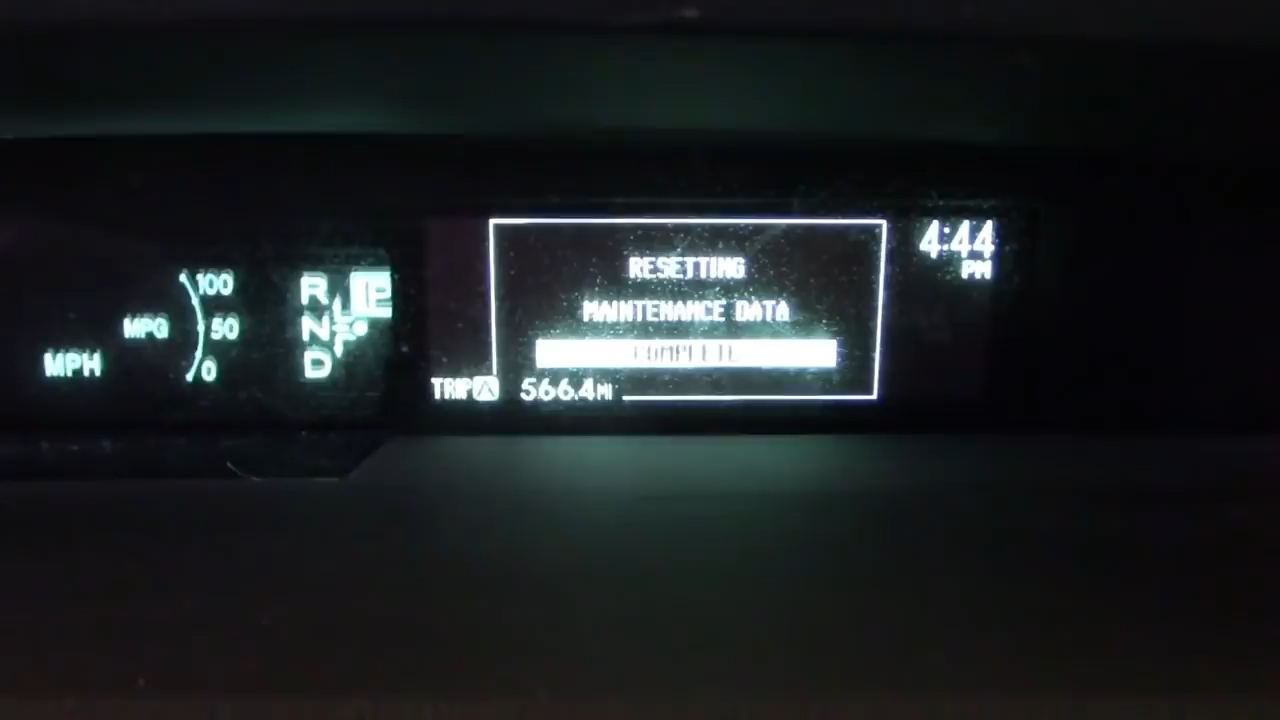 MPH
MPG
100
50
0
R
N
D
P
RESETTING
MAINTENANCE DATA
COMPLETE
TRIP A 566.4 MI
4:44
PM